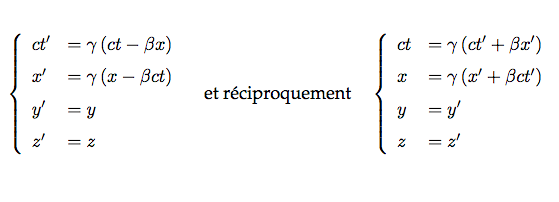 ct′ = γ (ct − βx)
x′ = γ (x − βct)
y′ = y
z′ = z
et réciproquement
ct = γ (ct′ + βx′)
x = γ (x′ + βct′)
y = y′
z = z′